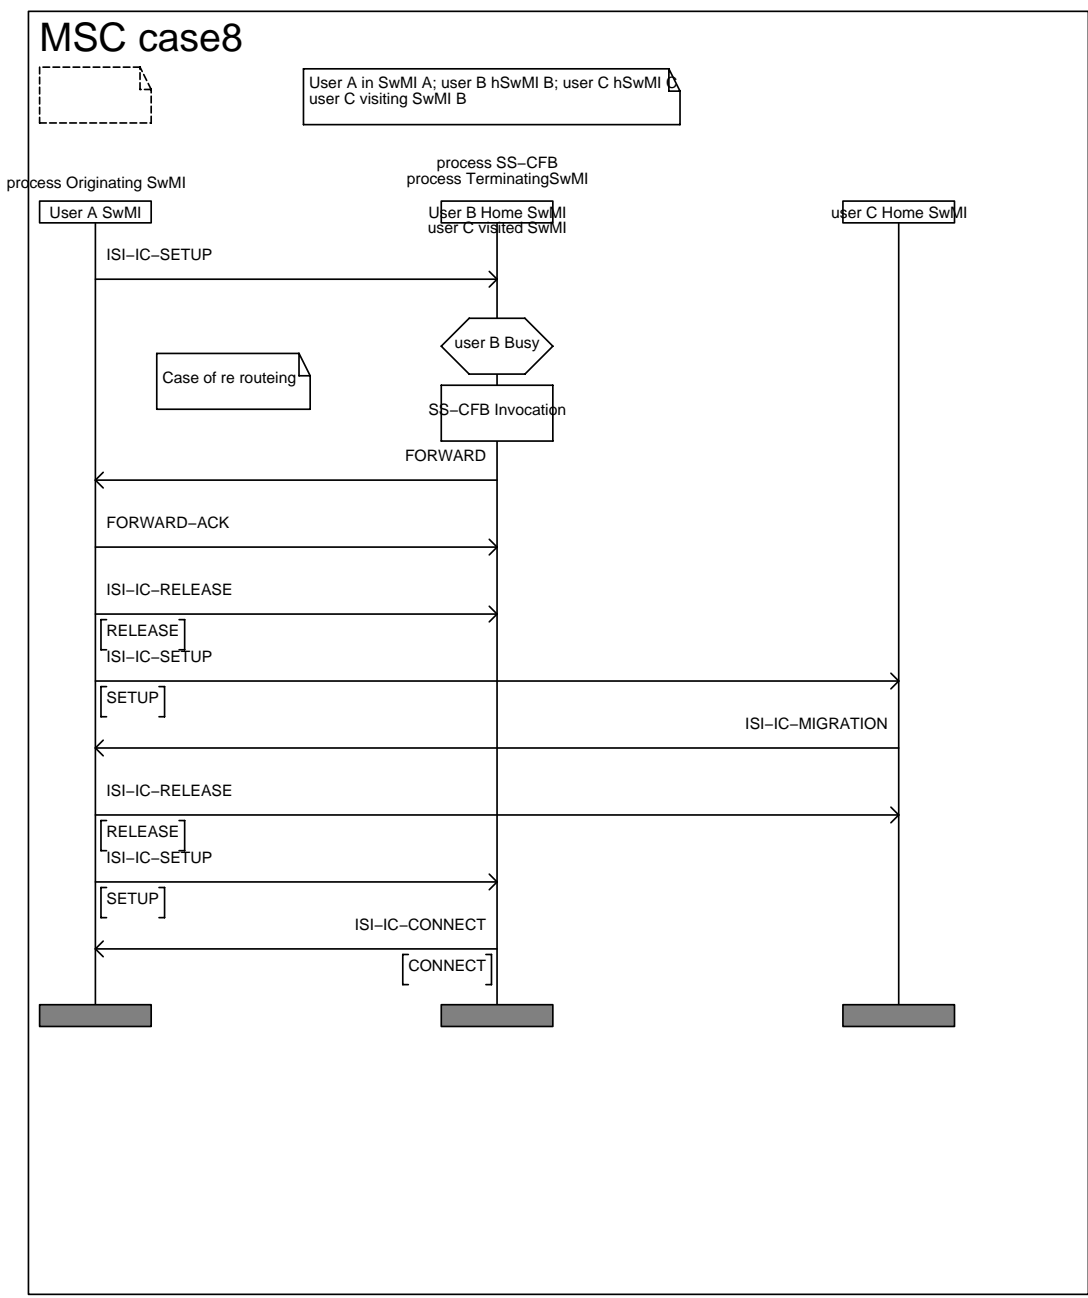 MSC case8
User A in SwMI A; user B hSwMI B; user C hSwMI C
user C visiting SwMI B
process SS−CFB
process TerminatingSwMI
process Originating SwMI
User A SwMI
User B Home SwMI
user C visited SwMI
user C Home SwMI
ISI−IC−SETUP
user B Busy
Case of re routeing
SS−CFB Invocation
FORWARD
FORWARD−ACK
ISI−IC−RELEASE
RELEASE
ISI−IC−SETUP
SETUP
ISI−IC−MIGRATION
ISI−IC−RELEASE
RELEASE
ISI−IC−SETUP
SETUP
ISI−IC−CONNECT
CONNECT